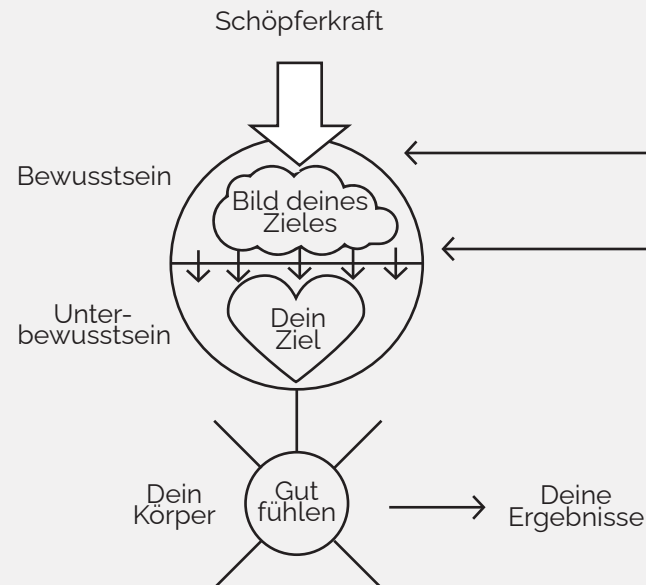 Schöpferkraft
Bewusstsein
Bild deines
Zieles
Unter-
bewusstsein
Dein
Ziel
Dein
Körper
Gut
fühlen
Deine
Ergebnisse